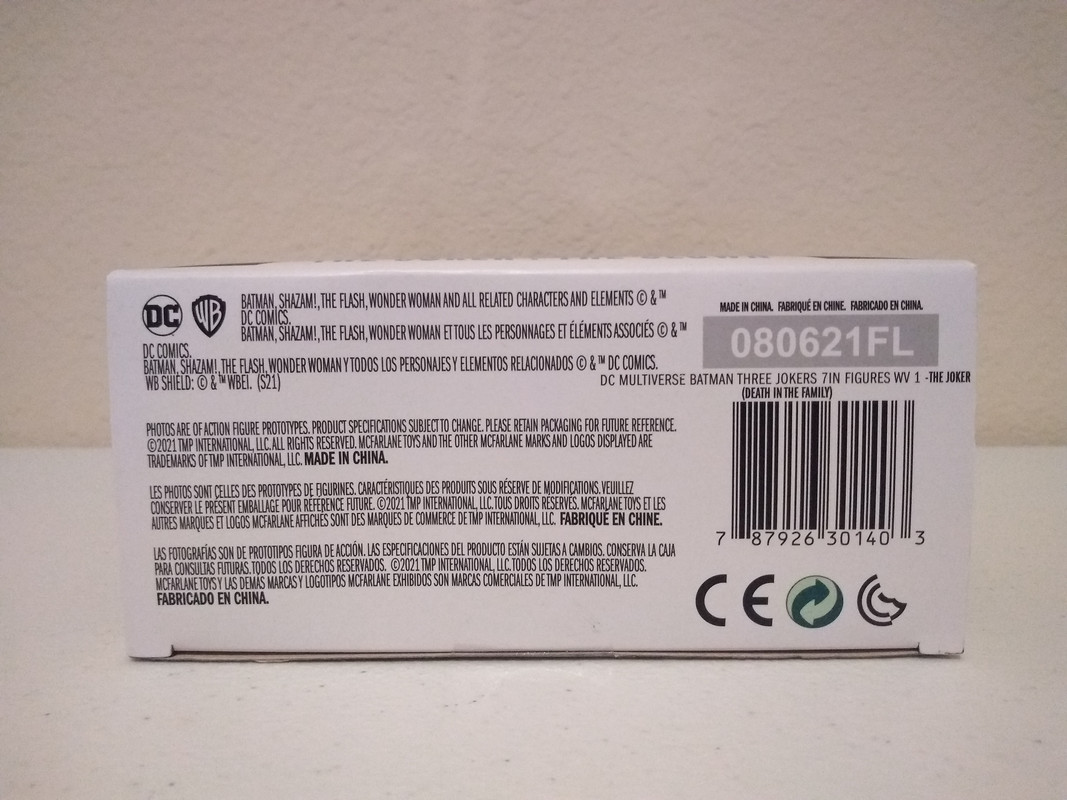 DC
WB
BATMAN, SHAZAM!, THE FLASH, WONDER WOMAN AND ALL RELATED CHARACTERS AND ELEMENTS © & ™
DC COMICS.
BATMAN, SHAZAM!, THE FLASH, WONDER WOMAN ET TOUS LES PERSONNAGES ET ÉLÉMENTS ASSOCIÉS © & ™
DC COMICS.
BATMAN, SHAZAM!, THE FLASH, WONDER WOMAN Y TODOS LOS PERSONAJES Y ELEMENTOS RELACIONADOS © & ™ DC COMICS.
WB SHIELD: © & ™ WBEI. (S21)
PHOTOS ARE OF ACTION FIGURE PROTOTYPES. PRODUCT SPECIFICATIONS SUBJECT TO CHANGE. PLEASE RETAIN PACKAGING FOR FUTURE REFERENCE.
©2021 TMP INTERNATIONAL, LLC. ALL RIGHTS RESERVED. MCFARLANE TOYS AND THE OTHER MCFARLANE MARKS AND LOGOS DISPLAYED ARE
TRADEMARKS OF TMP INTERNATIONAL, LLC. MADE IN CHINA.
LES PHOTOS SONT CELLES DES PROTOTYPES DE FIGURINES. CARACTÉRISTIQUES DES PRODUITS SOUS RÉSERVE DE MODIFICATIONS. VEUILLEZ
CONSERVER LE PRÉSENT EMBALLAGE POUR RÉFÉRENCE FUTURE. ©2021 TMP INTERNATIONAL, LLC. TOUS DROITS RÉSERVÉS. MCFARLANE TOYS ET LES
AUTRES MARQUES ET LOGOS MCFARLANE AFFICHÉS SONT DES MARQUES DE COMMERCE DE TMP INTERNATIONAL, LLC. FABRIQUÉ EN CHINE.
LAS FOTOGRAFÍAS SON DE PROTOTIPOS FIGURA DE ACCIÓN. LAS ESPECIFICACIONES DEL PRODUCTO ESTÁN SUJETAS A CAMBIOS. CONSERVA LA CAJA
PARA CONSULTAS FUTURAS. TODOS LOS DERECHOS RESERVADOS. ©2021 TMP INTERNATIONAL, LLC. TODOS LOS DERECHOS RESERVADOS.
MCFARLANE TOYS Y LAS DEMAS MARCAS Y LOGOTIPOS MCFARLANE EXHIBIDOS SON MARCAS COMERCIALES DE TMP INTERNATIONAL, LLC.
FABRICADO EN CHINA.
MADE IN CHINA. FABRIQUÉ EN CHINE. FABRICADO EN CHINA.
080621FL
DC MULTIVERSE BATMAN THREE JOKERS 7IN FIGURES WV 1 -THE JOKER
(DEATH IN THE FAMILY)
7 87926 30140 3
CE